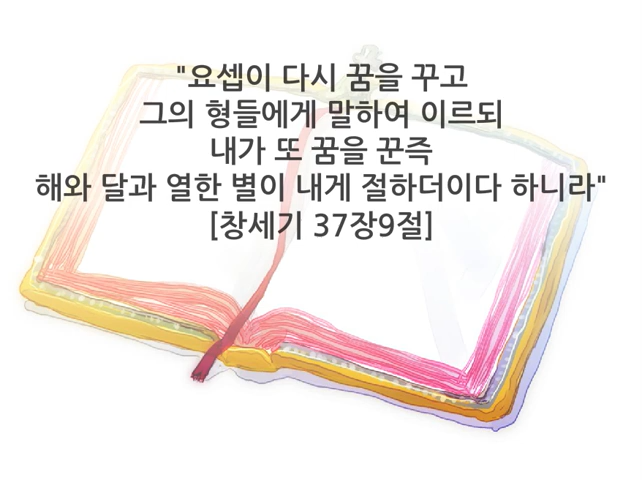 "요셉이 다시 꿈을 꾸고
그의 형들에게 말하여 이르되
내가 또 꿈을 꾼즉
해와 달과 열한 별이 내게 절하더이다 하니라"
[창세기 37장9절]